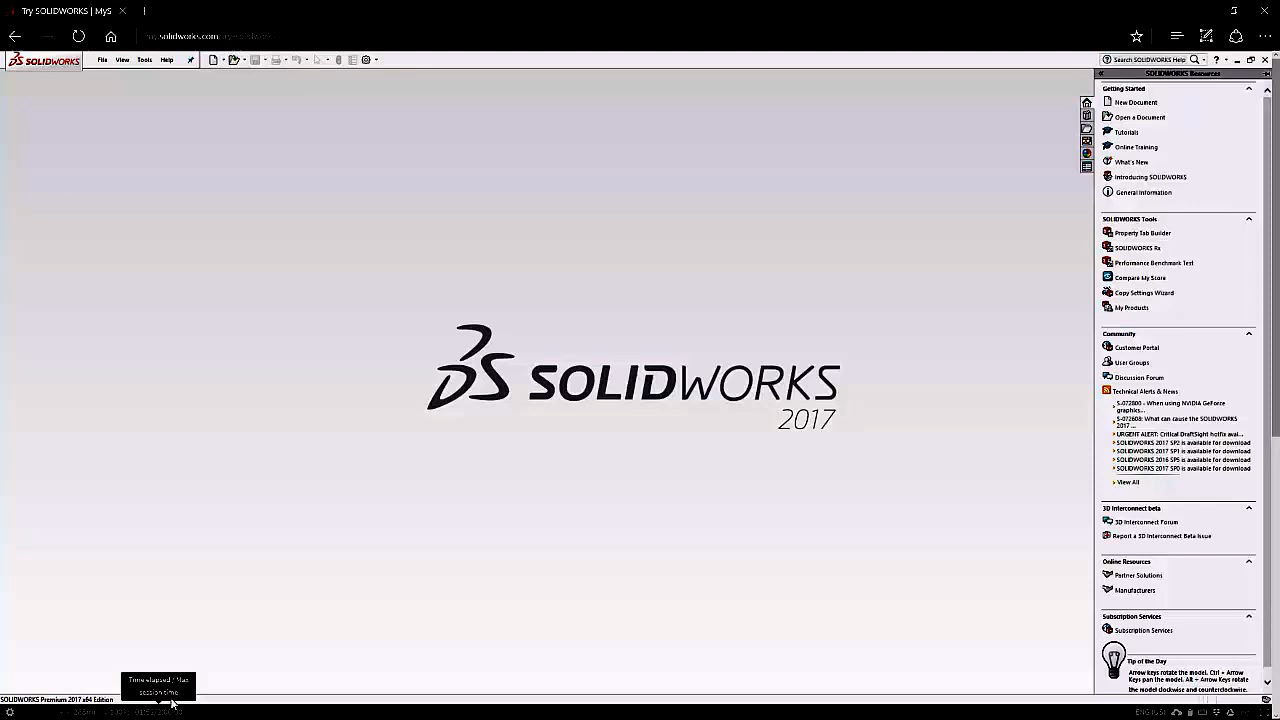 Try SOLIDWORKS | MyS
solidworks.com
SOLIDWORKS
File View Tools Help
Search SOLIDWORKS Help
SOLIDWORKS Resources
Getting Started
New Document
Open a Document
Tutorials
Online Training
What's New
Introducing SOLIDWORKS
General Information
SOLIDWORKS Tools
Property Tab Builder
SOLIDWORKS Rx
Performance Benchmark Test
Compare My Score
Copy Settings Wizard
My Products
Community
Customer Portal
User Groups
Discussion Forum
Technical Alerts & News
S-072800 - When using NVIDIA GeForce
graphics...
S-072608: What can cause the SOLIDWORKS
2017 ...
URGENT ALERT: Critical DraftSight hotfix avai...
SOLIDWORKS 2017 SP2 is available for download
SOLIDWORKS 2017 SP1 is available for download
SOLIDWORKS 2016 SP5 is available for download
SOLIDWORKS 2017 SP0 is available for download
View All
3D Interconnect beta
3D Interconnect Forum
Report a 3D Interconnect Beta Issue
Online Resources
Partner Solutions
Manufacturers
Subscription Services
Subscription Services
Tip of the Day
Arrow keys rotate the model. Ctrl + Arrow
Keys pan the model. Alt + Arrow Keys rotate
the model clockwise and counterclockwise.
SOLIDWORKS
2017
Time elapsed / Max
session time
SOLIDWORKS Premium 2017 x64 Edition
ENG (US)